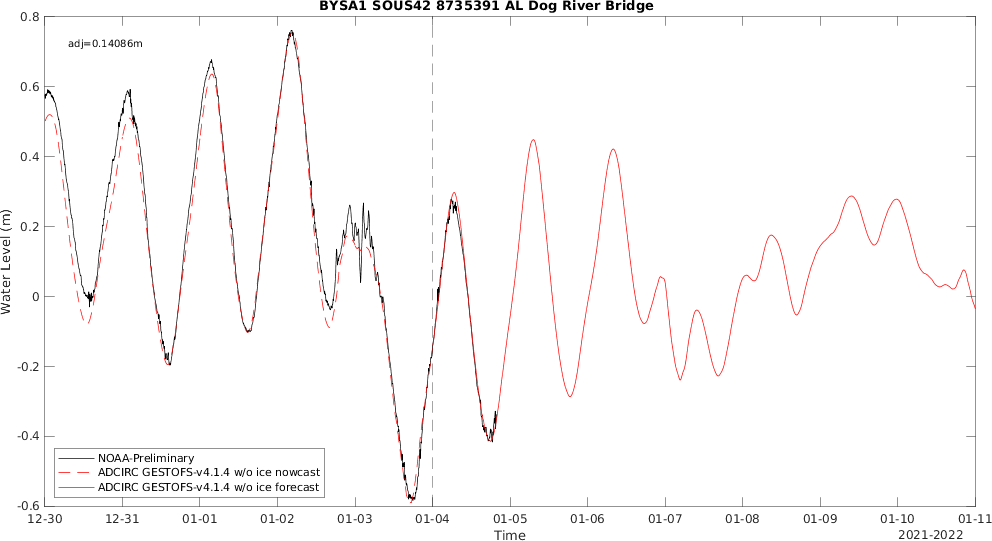 BYSA1 SOUS42 8735391 AL Dog River Bridge
adj=0.14086m
Water Level (m)
0.8
0.6
0.4
0.2
0
-0.2
-0.4
-0.6
NOAA-Preliminary
ADCIRC GESTOFS-v4.1.4 w/o ice nowcast
ADCIRC GESTOFS-v4.1.4 w/o ice forecast
12-30 12-31 01-01 01-02 01-03 01-04 01-05 01-06 01-07 01-08 01-09 01-10 01-11
Time
2021-2022